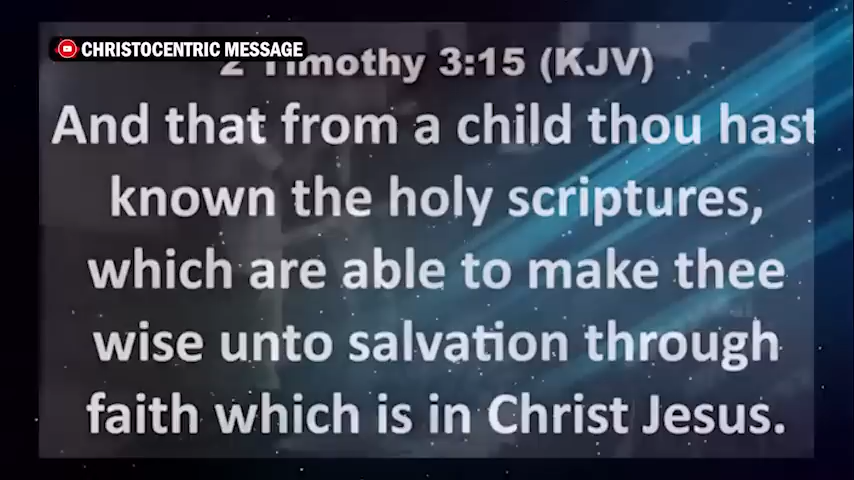 CHRISTOCENTRIC MESSAGE
2 Timothy 3:15 (KJV)
And that from a child thou hast
known the holy scriptures,
which are able to make thee
wise unto salvation through
faith which is in Christ Jesus.